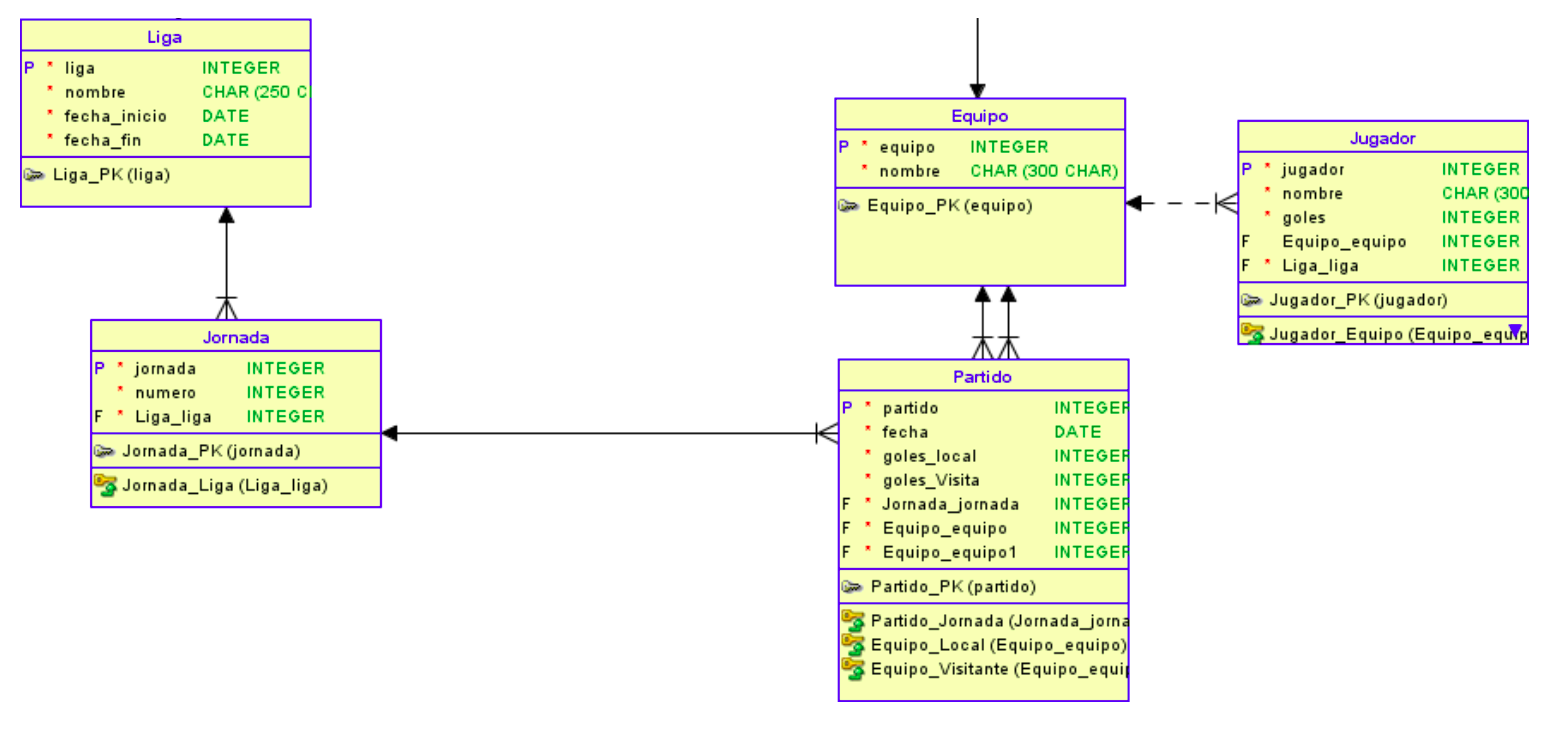 Liga
P * liga INTEGER
* nombre CHAR (250 C
* fecha_inicio DATE
* fecha_fin DATE
Liga_PK (liga)
Equipo
P * equipo INTEGER
* nombre CHAR (300 CHAR)
Equipo_PK (equipo)
Jugador
P * jugador INTEGER
* nombre CHAR (300
* goles INTEGER
F Equipo_equipo INTEGER
F * Liga_liga INTEGER
Jugador_PK (jugador)
Jugador_Equipo (Equipo_equip
Jornada
P * jornada INTEGER
* numero INTEGER
F * Liga_liga INTEGER
Jornada_PK (jornada)
Jornada_Liga (Liga_liga)
Partido
P * partido INTEGER
* fecha DATE
* goles_local INTEGER
* goles_Visita INTEGER
F * Jornada_jornada INTEGER
F * Equipo_equipo INTEGER
F * Equipo_equipo1 INTEGER
Partido_PK (partido)
Partido_Jornada (Jornada_jorna
Equipo_Local (Equipo_equipo)
Equipo_Visitante (Equipo_equip